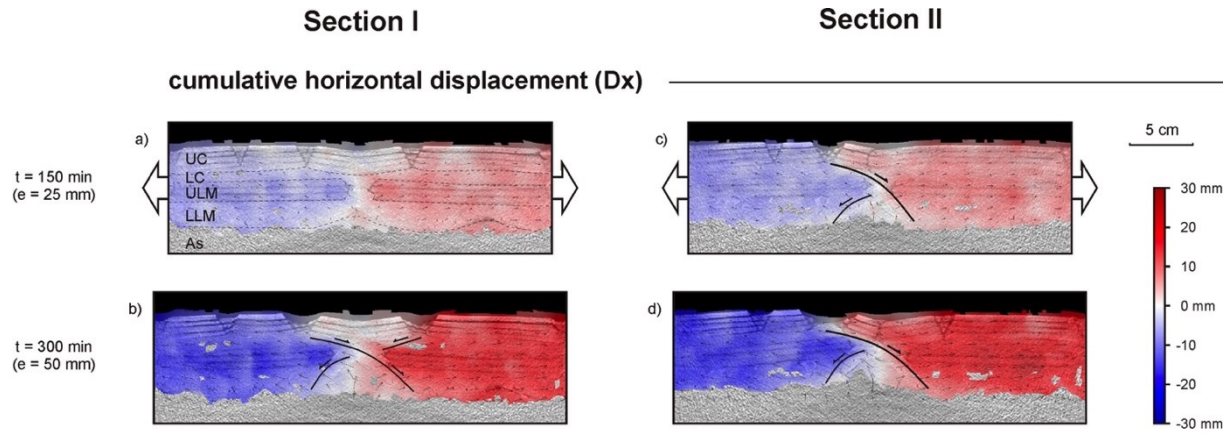 Section I
Section II
cumulative horizontal displacement (Dx)
a)
c)
5 cm
t = 150 min
(e = 25 mm)
UC
LC
ULM
LLM
As
b)
d)
t = 300 min
(e = 50 mm)
30 mm
20
10
0 mm
-10
-20
-30 mm